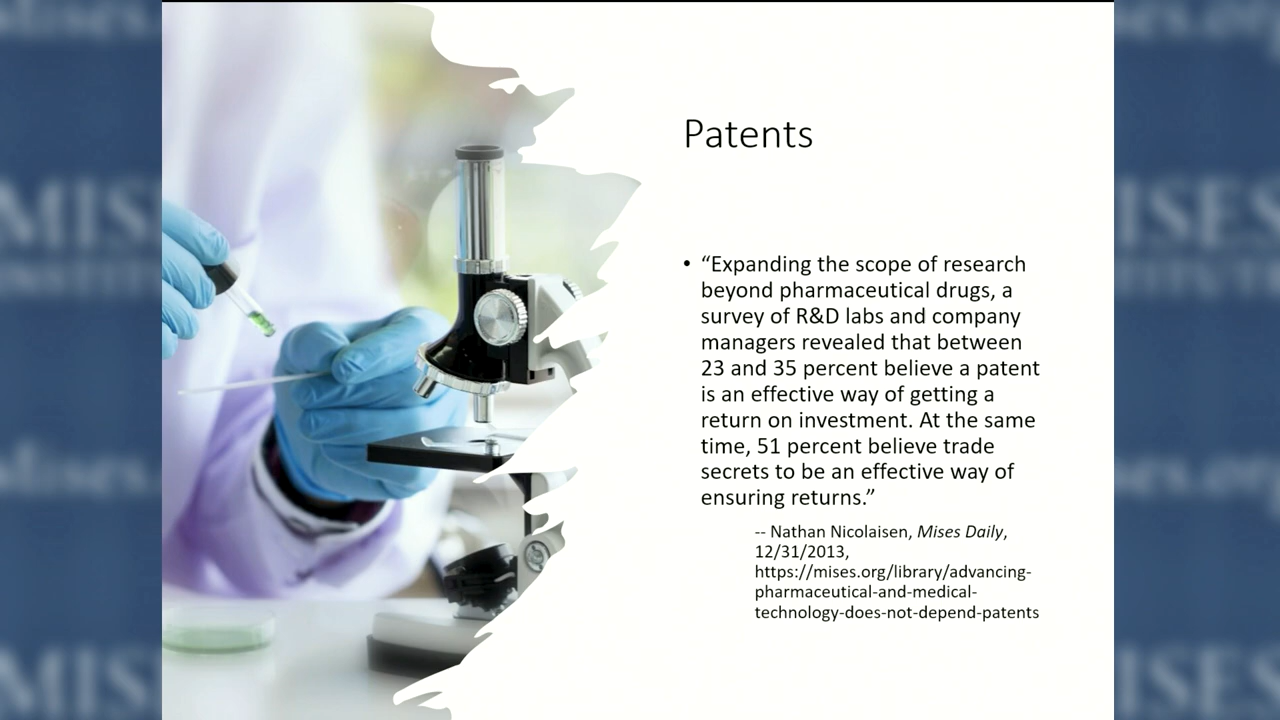 Patents
• “Expanding the scope of research
beyond pharmaceutical drugs, a
survey of R&D labs and company
managers revealed that between
23 and 35 percent believe a patent
is an effective way of getting a
return on investment. At the same
time, 51 percent believe trade
secrets to be an effective way of
ensuring returns.”
-- Nathan Nicolaisen, Mises Daily,
12/31/2013,
https://mises.org/library/advancing-
pharmaceutical-and-medical-
technology-does-not-depend-patents